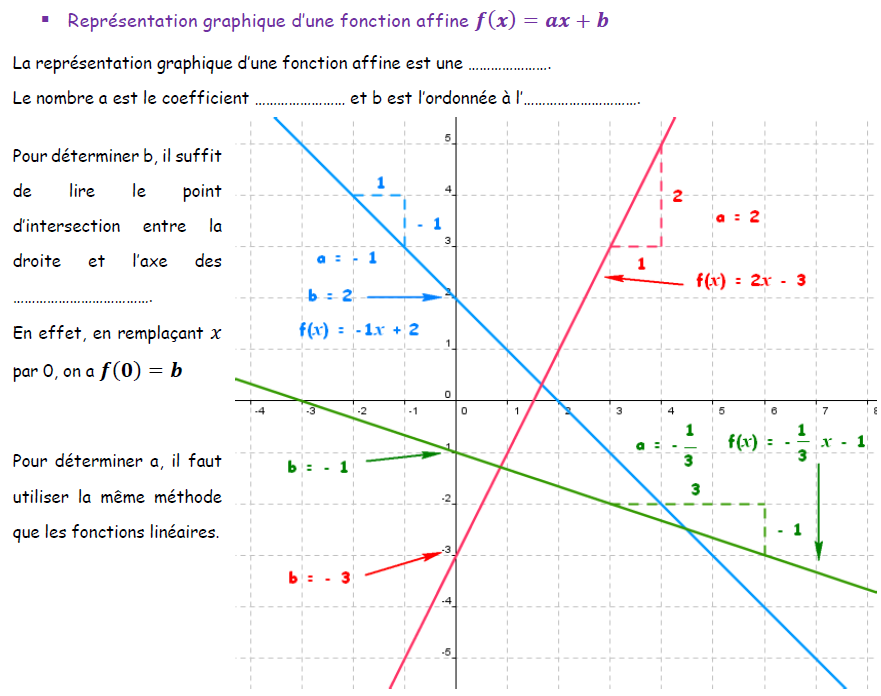 ▪ Représentation graphique d'une fonction affine f(x) = ax + b
La représentation graphique d'une fonction affine est une ........................
Le nombre a est le coefficient ........................ et b est l'ordonnée à l'..............................
Pour déterminer b, il suffit
de lire le point
d'intersection entre la
droite et l'axe des
....................................
En effet, en remplaçant x
par 0, on a f(0) = b
Pour déterminer a, il faut
utiliser la même méthode
que les fonctions linéaires.
5
4
3
2
1
0
-1
-2
-3
-4
-5
-4 -3 -2 -1 0 1 2 3 4 5 6 7 8
1
- 1
a = - 1
b = 2
f(x) = -1x + 2
2
a = 2
1
f(x) = 2x - 3
b = - 3
b = - 1
a = - 1/3
f(x) = - 1/3 x - 1
3
- 1